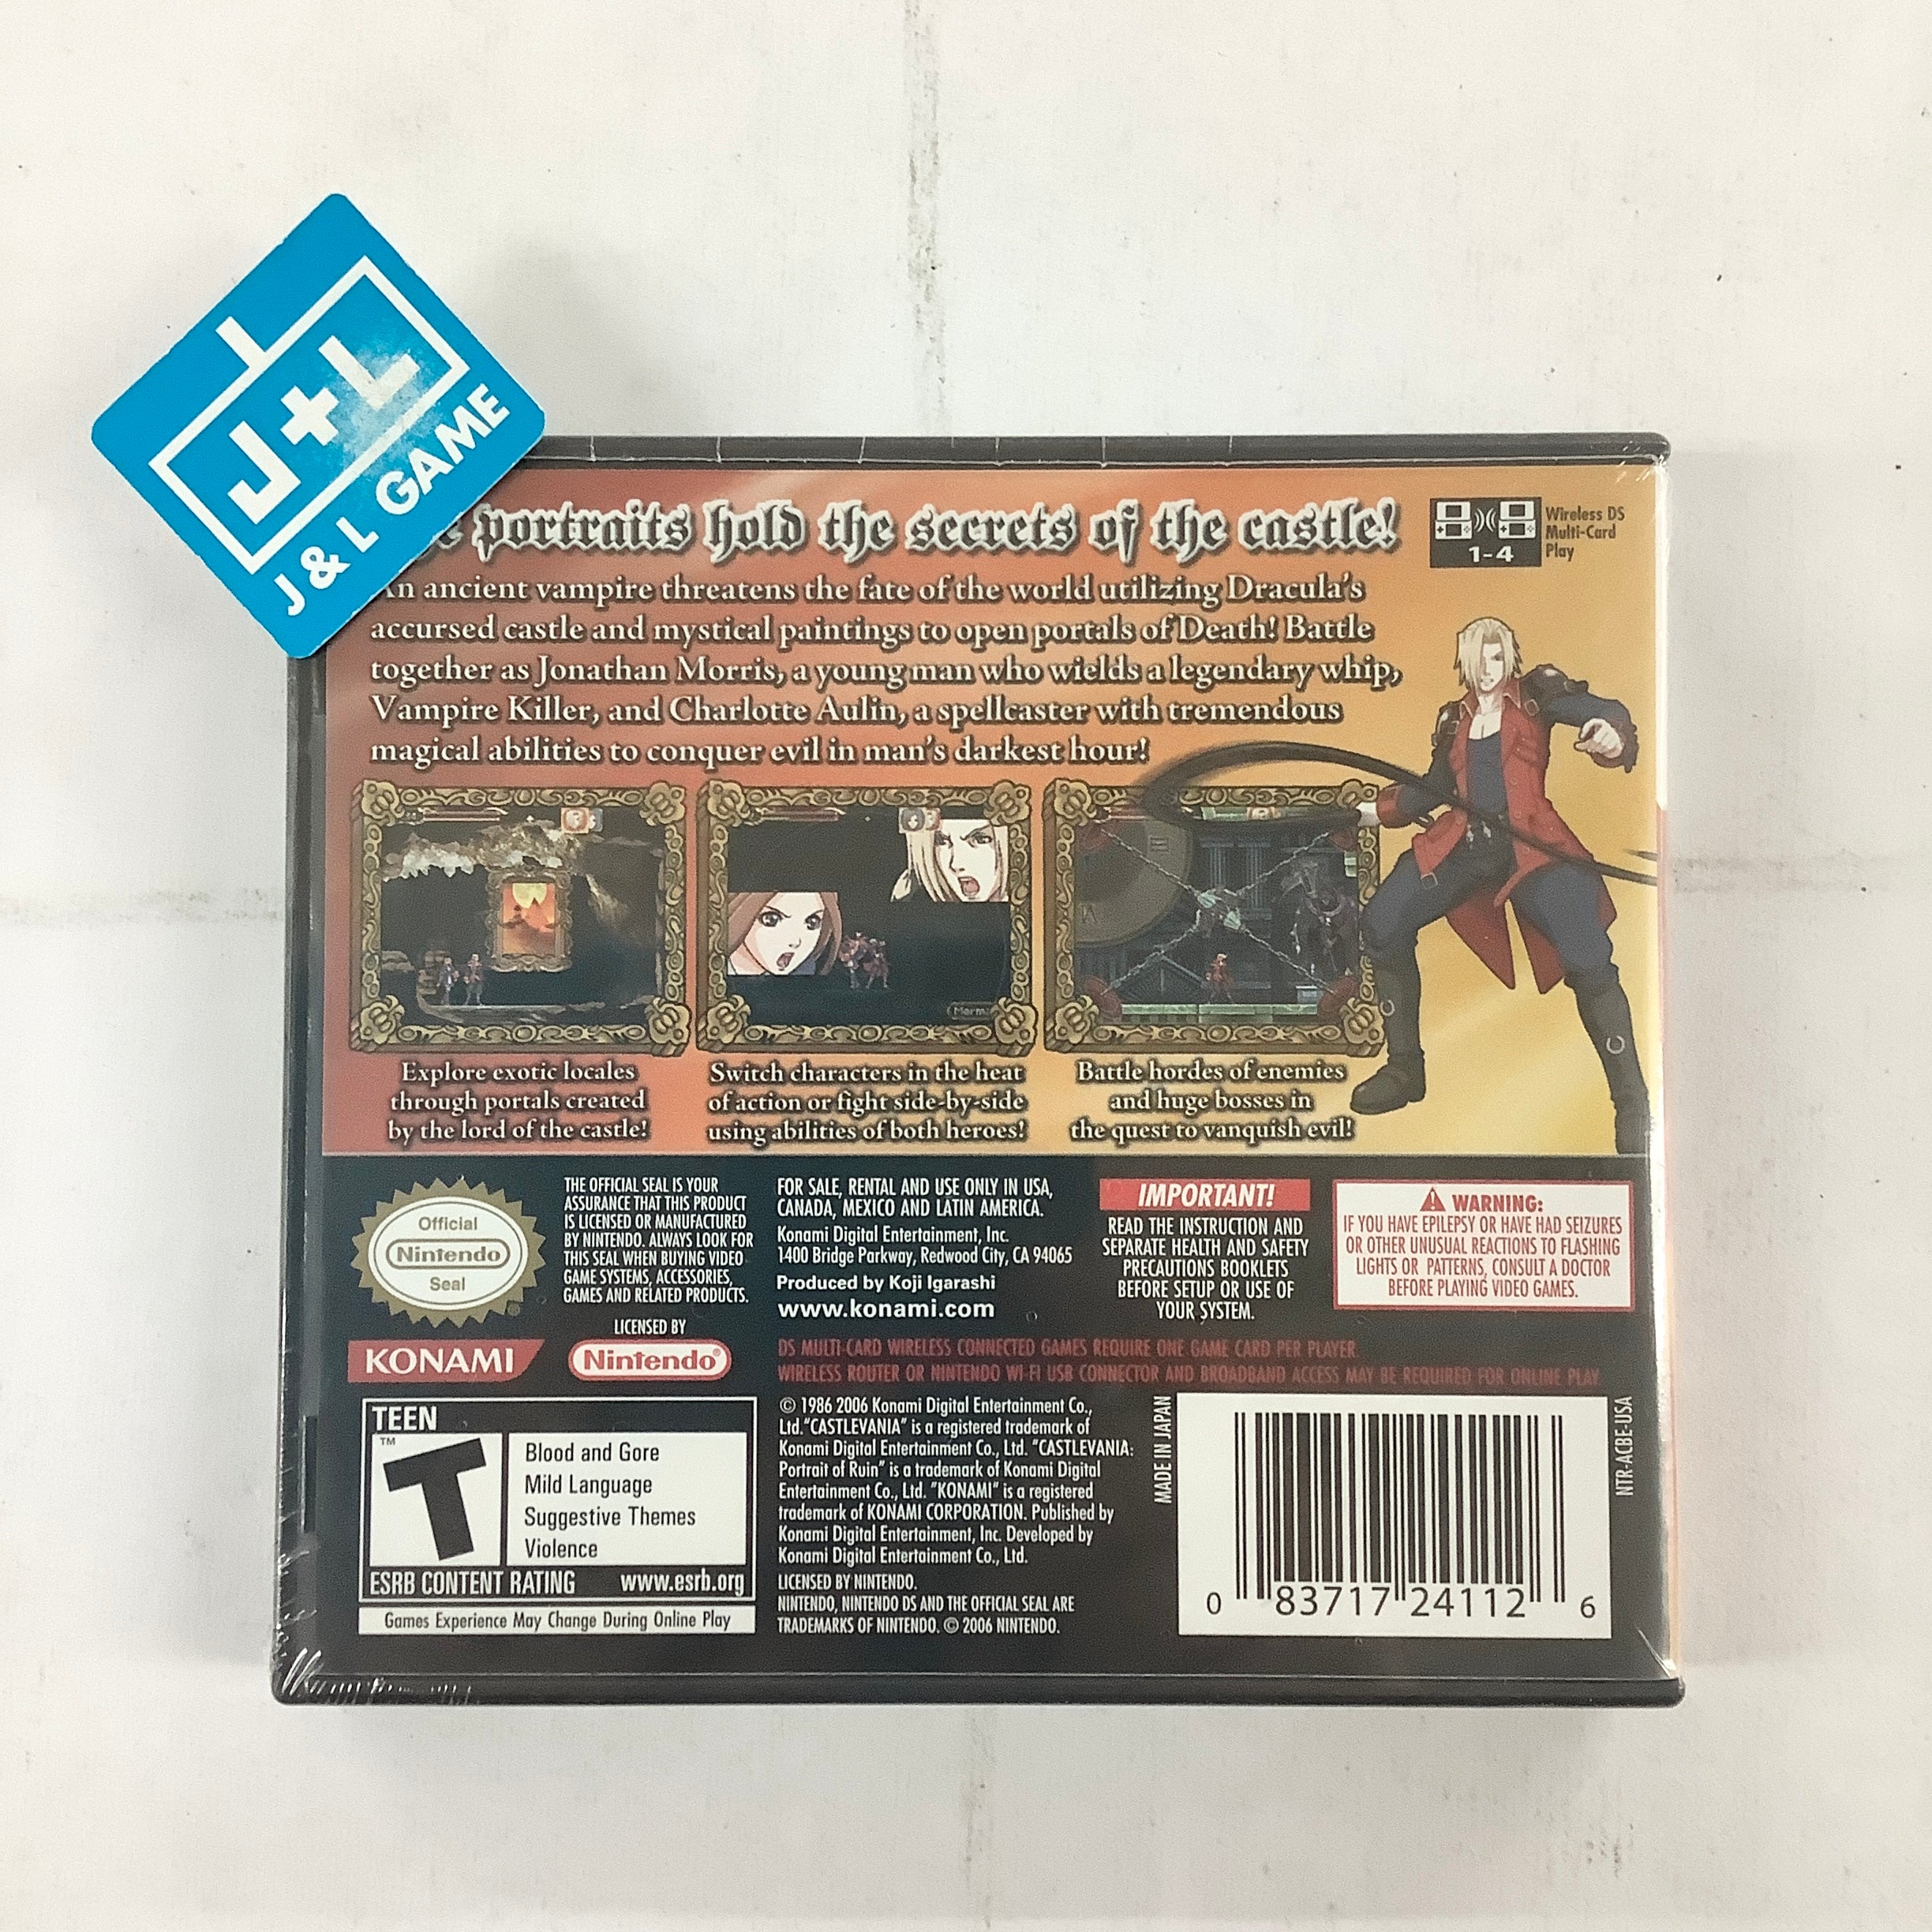 J+L
J & L GAME
portraits hold the secrets of the castle!
Wireless DS
Multi-Card
Play
1-4
An ancient vampire threatens the fate of the world utilizing Dracula's
accursed castle and mystical paintings to open portals of Death! Battle
together as Jonathan Morris, a young man who wields a legendary whip,
Vampire Killer, and Charlotte Aulin, a spellcaster with tremendous
magical abilities to conquer evil in man's darkest hour!
Explore exotic locales
through portals created
by the lord of the castle!
Switch characters in the heat
of action or fight side-by-side
using abilities of both heroes!
Battle hordes of enemies
and huge bosses in
the quest to vanquish evil!
Official
Nintendo
Seal
THE OFFICIAL SEAL IS YOUR
ASSURANCE THAT THIS PRODUCT
IS LICENSED OR MANUFACTURED
BY NINTENDO. ALWAYS LOOK FOR
THIS SEAL WHEN BUYING VIDEO
GAME SYSTEMS, ACCESSORIES,
GAMES AND RELATED PRODUCTS.
FOR SALE, RENTAL AND USE ONLY IN USA,
CANADA, MEXICO AND LATIN AMERICA.
Konami Digital Entertainment, Inc.
1400 Bridge Parkway, Redwood City, CA 94065
Produced by Koji Igarashi
www.konami.com
IMPORTANT!
READ THE INSTRUCTION AND
SEPARATE HEALTH AND SAFETY
PRECAUTIONS BOOKLETS
BEFORE SETUP OR USE OF
YOUR SYSTEM.
WARNING:
IF YOU HAVE EPILEPSY OR HAVE HAD SEIZURES
OR OTHER UNUSUAL REACTIONS TO FLASHING
LIGHTS OR PATTERNS, CONSULT A DOCTOR
BEFORE PLAYING VIDEO GAMES.
KONAMI
LICENSED BY
Nintendo®
DS MULTI-CARD WIRELESS CONNECTED GAMES REQUIRE ONE GAME CARD PER PLAYER.
WIRELESS ROUTER OR NINTENDO WI-FI USB CONNECTOR AND BROADBAND ACCESS MAY BE REQUIRED FOR ONLINE PLAY.
TEEN
T
™
Blood and Gore
Mild Language
Suggestive Themes
Violence
ESRB CONTENT RATING www.esrb.org
Games Experience May Change During Online Play
© 1986 2006 Konami Digital Entertainment Co.,
Ltd. "CASTLEVANIA" is a registered trademark of
Konami Digital Entertainment Co., Ltd. "CASTLEVANIA:
Portrait of Ruin" is a trademark of Konami Digital
Entertainment Co., Ltd. "KONAMI" is a registered
trademark of KONAMI CORPORATION. Published by
Konami Digital Entertainment, Inc. Developed by
Konami Digital Entertainment Co., Ltd.
LICENSED BY NINTENDO.
NINTENDO, NINTENDO DS AND THE OFFICIAL SEAL ARE
TRADEMARKS OF NINTENDO. © 2006 NINTENDO.
MADE IN JAPAN
0 83717 24112 6
NTR-ACBE-USA